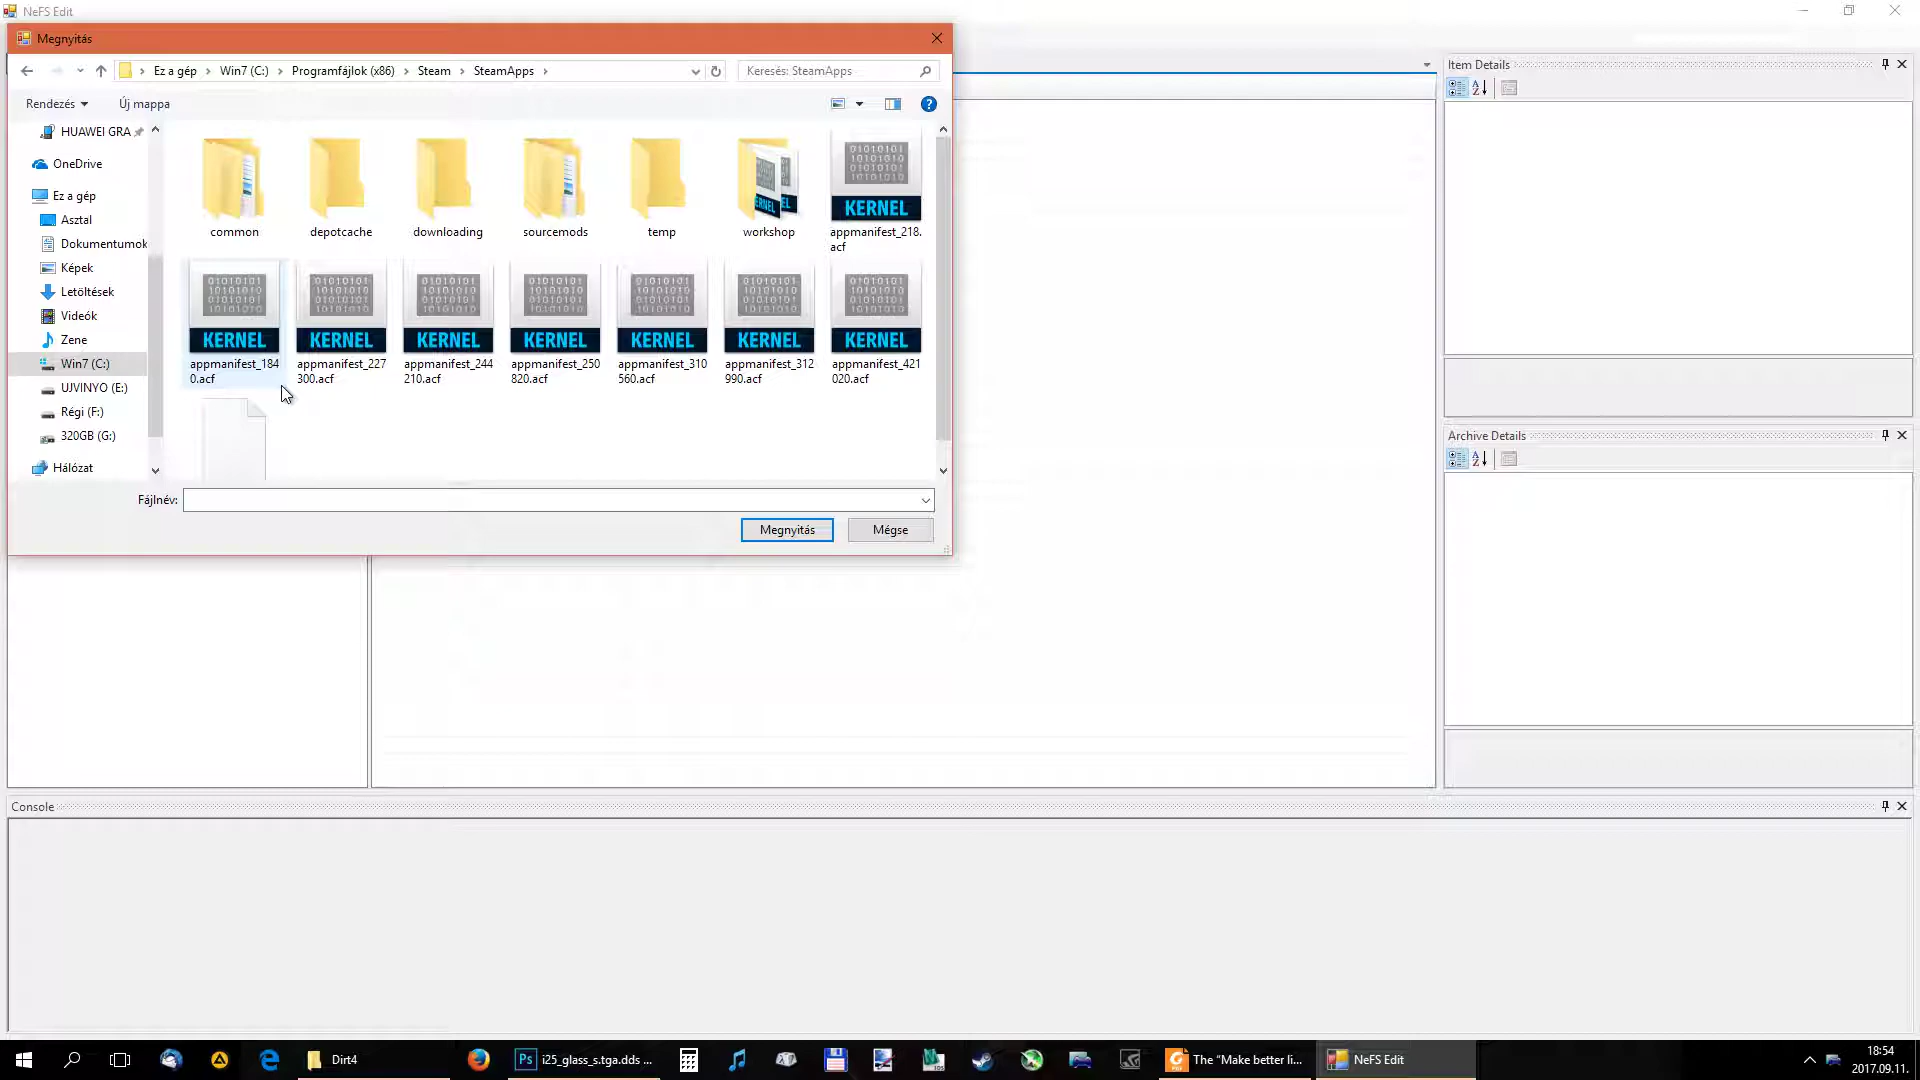 NeFS Edit
Megnyitás
Ez a gép
Win7 (C:)
Programfájlok (x86)
Steam
SteamApps
Keresés: SteamApps
Rendezés
Új mappa
HUAWEI GRA
OneDrive
Ez a gép
Asztal
Dokumentumok
Képek
Letöltések
Videók
Zene
Win7 (C:)
UJVINYO (E:)
Régi (F:)
320GB (G:)
Hálózat
common
depotcache
downloading
sourcemods
temp
workshop
KERNEL
appmanifest_218.
acf
KERNEL
appmanifest_184
0.acf
KERNEL
appmanifest_227
300.acf
KERNEL
appmanifest_244
210.acf
KERNEL
appmanifest_250
820.acf
KERNEL
appmanifest_310
560.acf
KERNEL
appmanifest_312
990.acf
KERNEL
appmanifest_421
020.acf
Fájlnév:
Megnyitás
Mégse
Item Details
Archive Details
Console
Dirt4
i25_glass_s.tga.dds ...
The "Make better li...
NeFS Edit
18:54
2017.09.11.